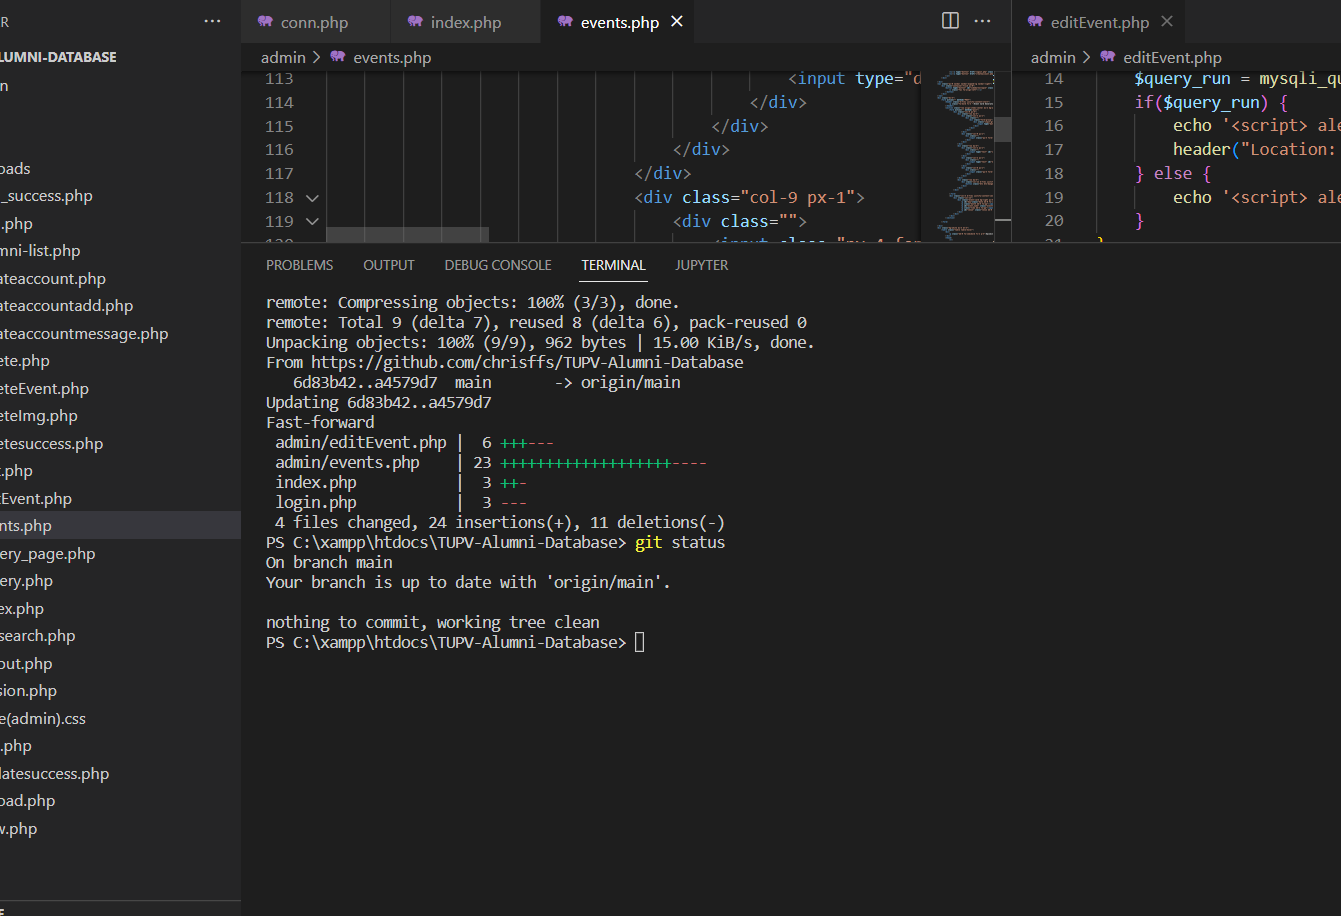 R
LUMNI-DATABASE
n
oads
_success.php
.php
mni-list.php
ateaccount.php
ateaccountadd.php
ateaccountmessage.php
ete.php
eteEvent.php
eteImg.php
etesuccess.php
t.php
tEvent.php
nts.php
ery_page.php
ery.php
ex.php
search.php
out.php
sion.php
e(admin).css
.php
latesuccess.php
oad.php
w.php
conn.php
index.php
events.php
admin > events.php
113 <input type="d
114 </div>
115 </div>
116 </div>
117 </div>
118 <div class="col-9 px-1">
119 <div class="">
editEvent.php
admin > editEvent.php
14 $query_run = mysqli_qu
15 if($query_run) {
16 echo '<script> ale
17 header("Location:
18 } else {
19 echo '<script> ale
20 }
PROBLEMS OUTPUT DEBUG CONSOLE TERMINAL JUPYTER
remote: Compressing objects: 100% (3/3), done.
remote: Total 9 (delta 7), reused 8 (delta 6), pack-reused 0
Unpacking objects: 100% (9/9), 962 bytes | 15.00 KiB/s, done.
From https://github.com/chrisffs/TUPV-Alumni-Database
6d83b42..a4579d7 main -> origin/main
Updating 6d83b42..a4579d7
Fast-forward
admin/editEvent.php | 6 +++---
admin/events.php | 23 +++++++++++++++++++----
index.php | 3 ++-
login.php | 3 ---
4 files changed, 24 insertions(+), 11 deletions(-)
PS C:\xampp\htdocs\TUPV-Alumni-Database> git status
On branch main
Your branch is up to date with 'origin/main'.
nothing to commit, working tree clean
PS C:\xampp\htdocs\TUPV-Alumni-Database>